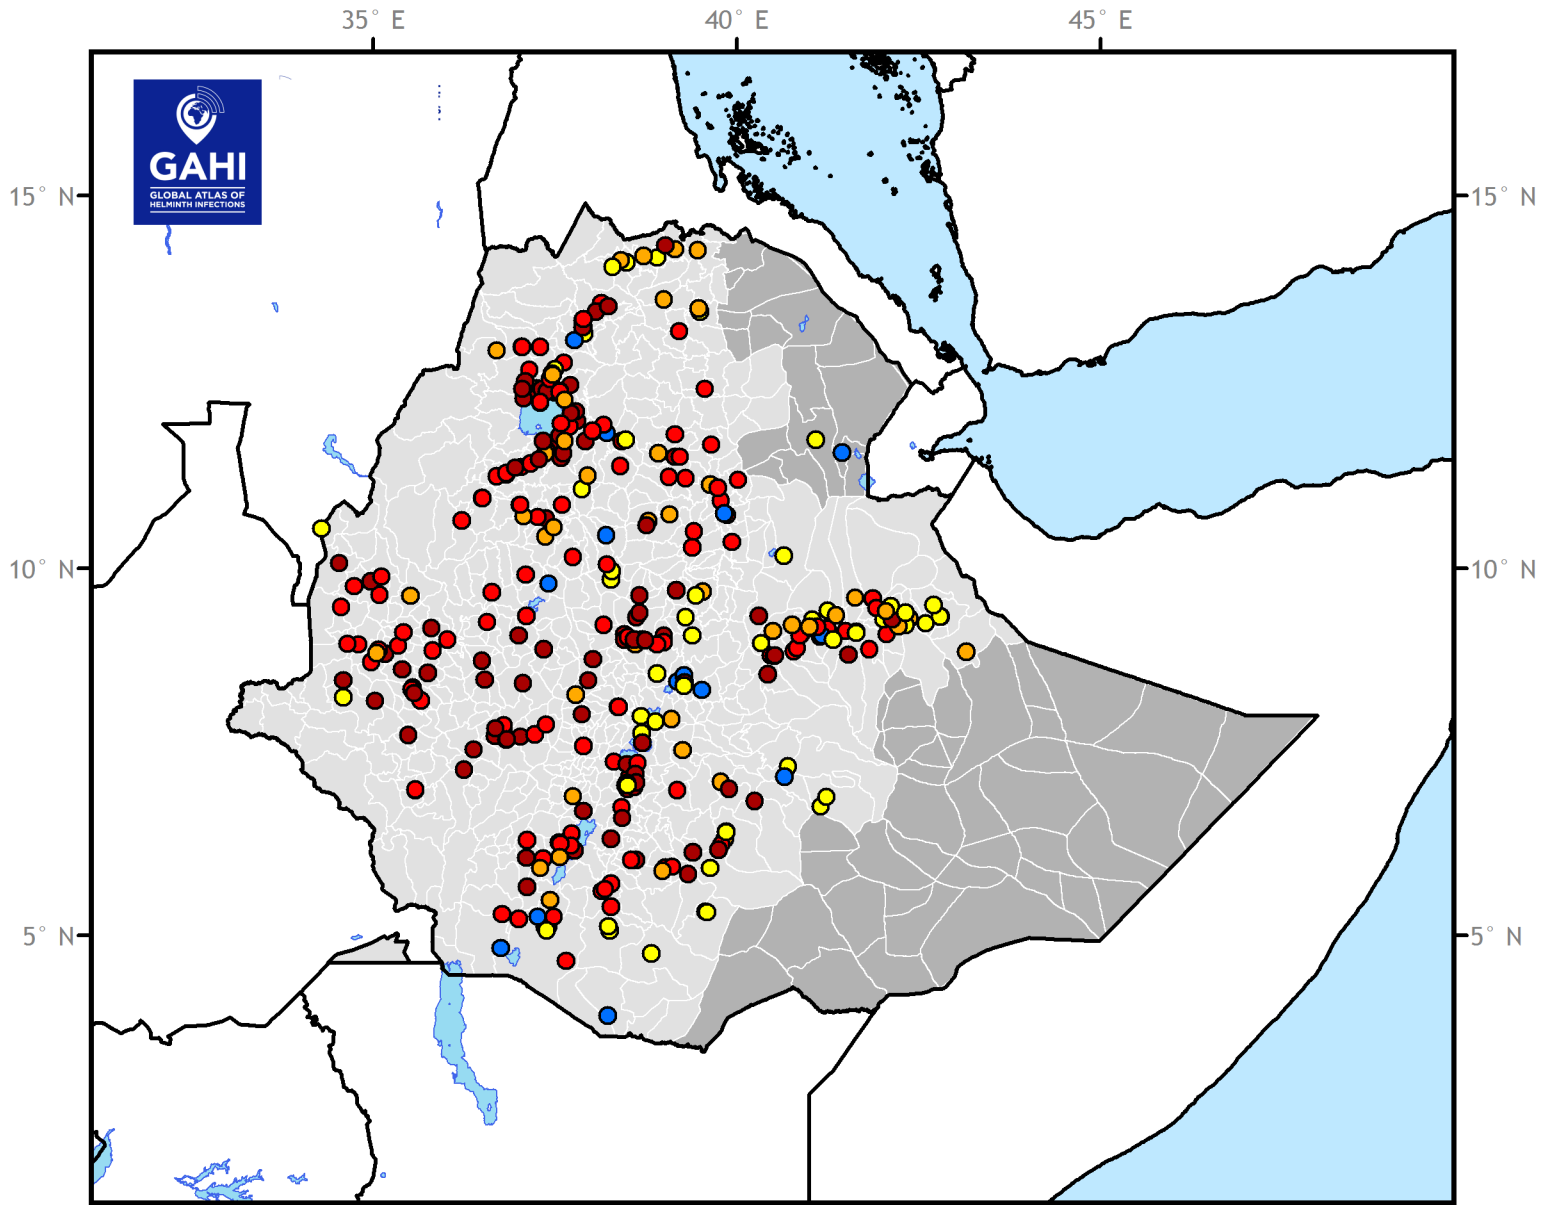 35° E 40° E 45° E
GAHI
GLOBAL ATLAS OF
HELMINTH INFECTIONS
15° N 15° N
10° N 10° N
5° N 5° N